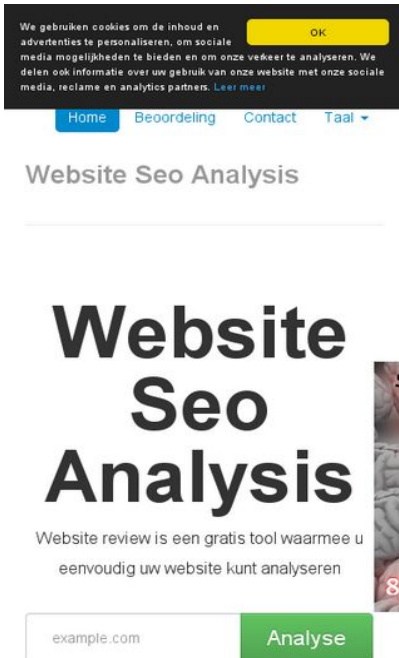 We gebruiken cookies om de inhoud en
advertenties te personaliseren, om sociale
media mogelijkheden te bieden en om onze verkeer te analyseren. We
delen ook informatie over uw gebruik van onze website met onze sociale
media, reclame en analytics partners. Leer meer
OK
Home Beoordeling Contact Taal
Website Seo Analysis
Website
Seo
Analysis
Website review is een gratis tool waarmee u
eenvoudig uw website kunt analyseren
8
example.com Analyse